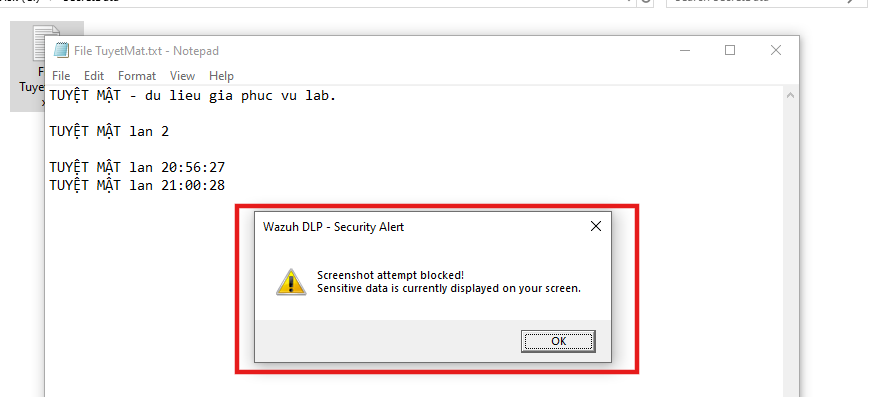 File TuyetMat.txt - Notepad
File Edit Format View Help
TUYỆT MẬT - du lieu gia phuc vu lab.
TUYỆT MẬT lan 2
TUYỆT MẬT lan 20:56:27
TUYỆT MẬT lan 21:00:28
Wazuh DLP - Security Alert
Screenshot attempt blocked!
Sensitive data is currently displayed on your screen.
OK